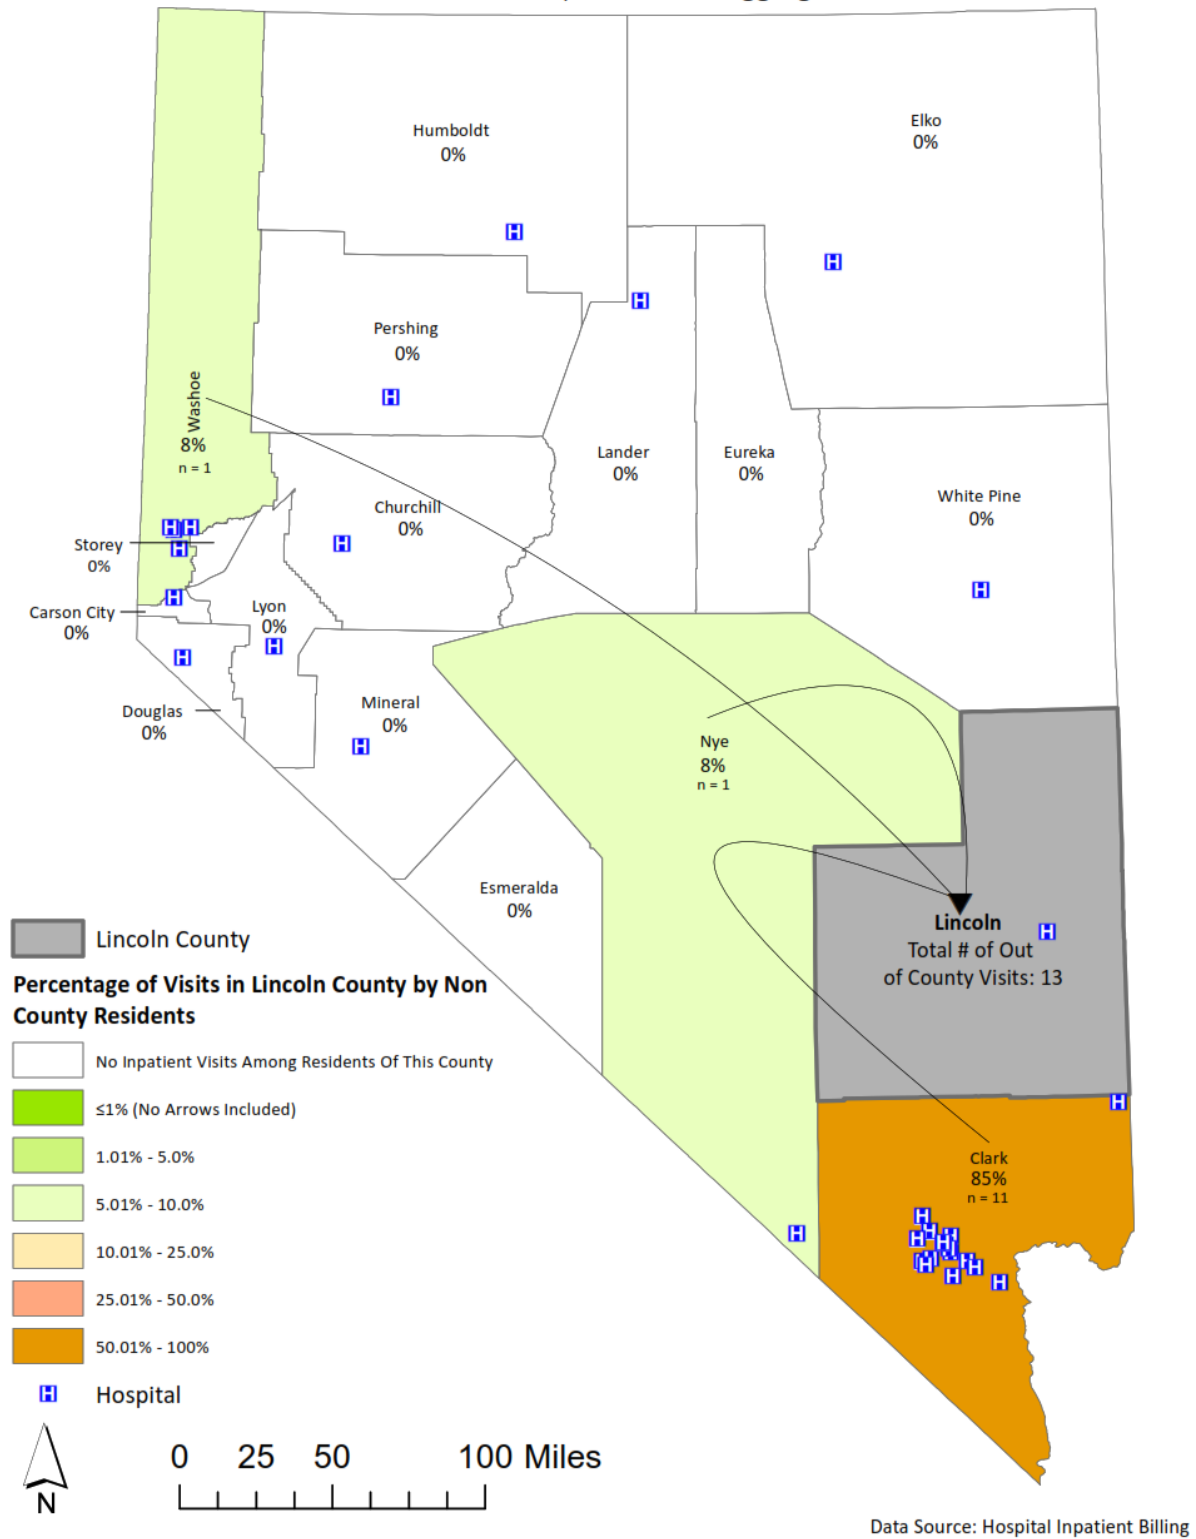 Humboldt
0%
Elko
0%
Pershing
0%
Washoe
8%
n = 1
Lander
0%
Eureka
0%
White Pine
0%
Churchill
0%
Storey
0%
Carson City
0%
Lyon
0%
Douglas
0%
Mineral
0%
Nye
8%
n = 1
Esmeralda
0%
Lincoln
Total # of Out
of County Visits: 13
Clark
85%
n = 11
Lincoln County
Percentage of Visits in Lincoln County by Non
County Residents
No Inpatient Visits Among Residents Of This County
≤1% (No Arrows Included)
1.01% - 5.0%
5.01% - 10.0%
10.01% - 25.0%
25.01% - 50.0%
50.01% - 100%
H Hospital
N
0 25 50 100 Miles
Data Source: Hospital Inpatient Billing